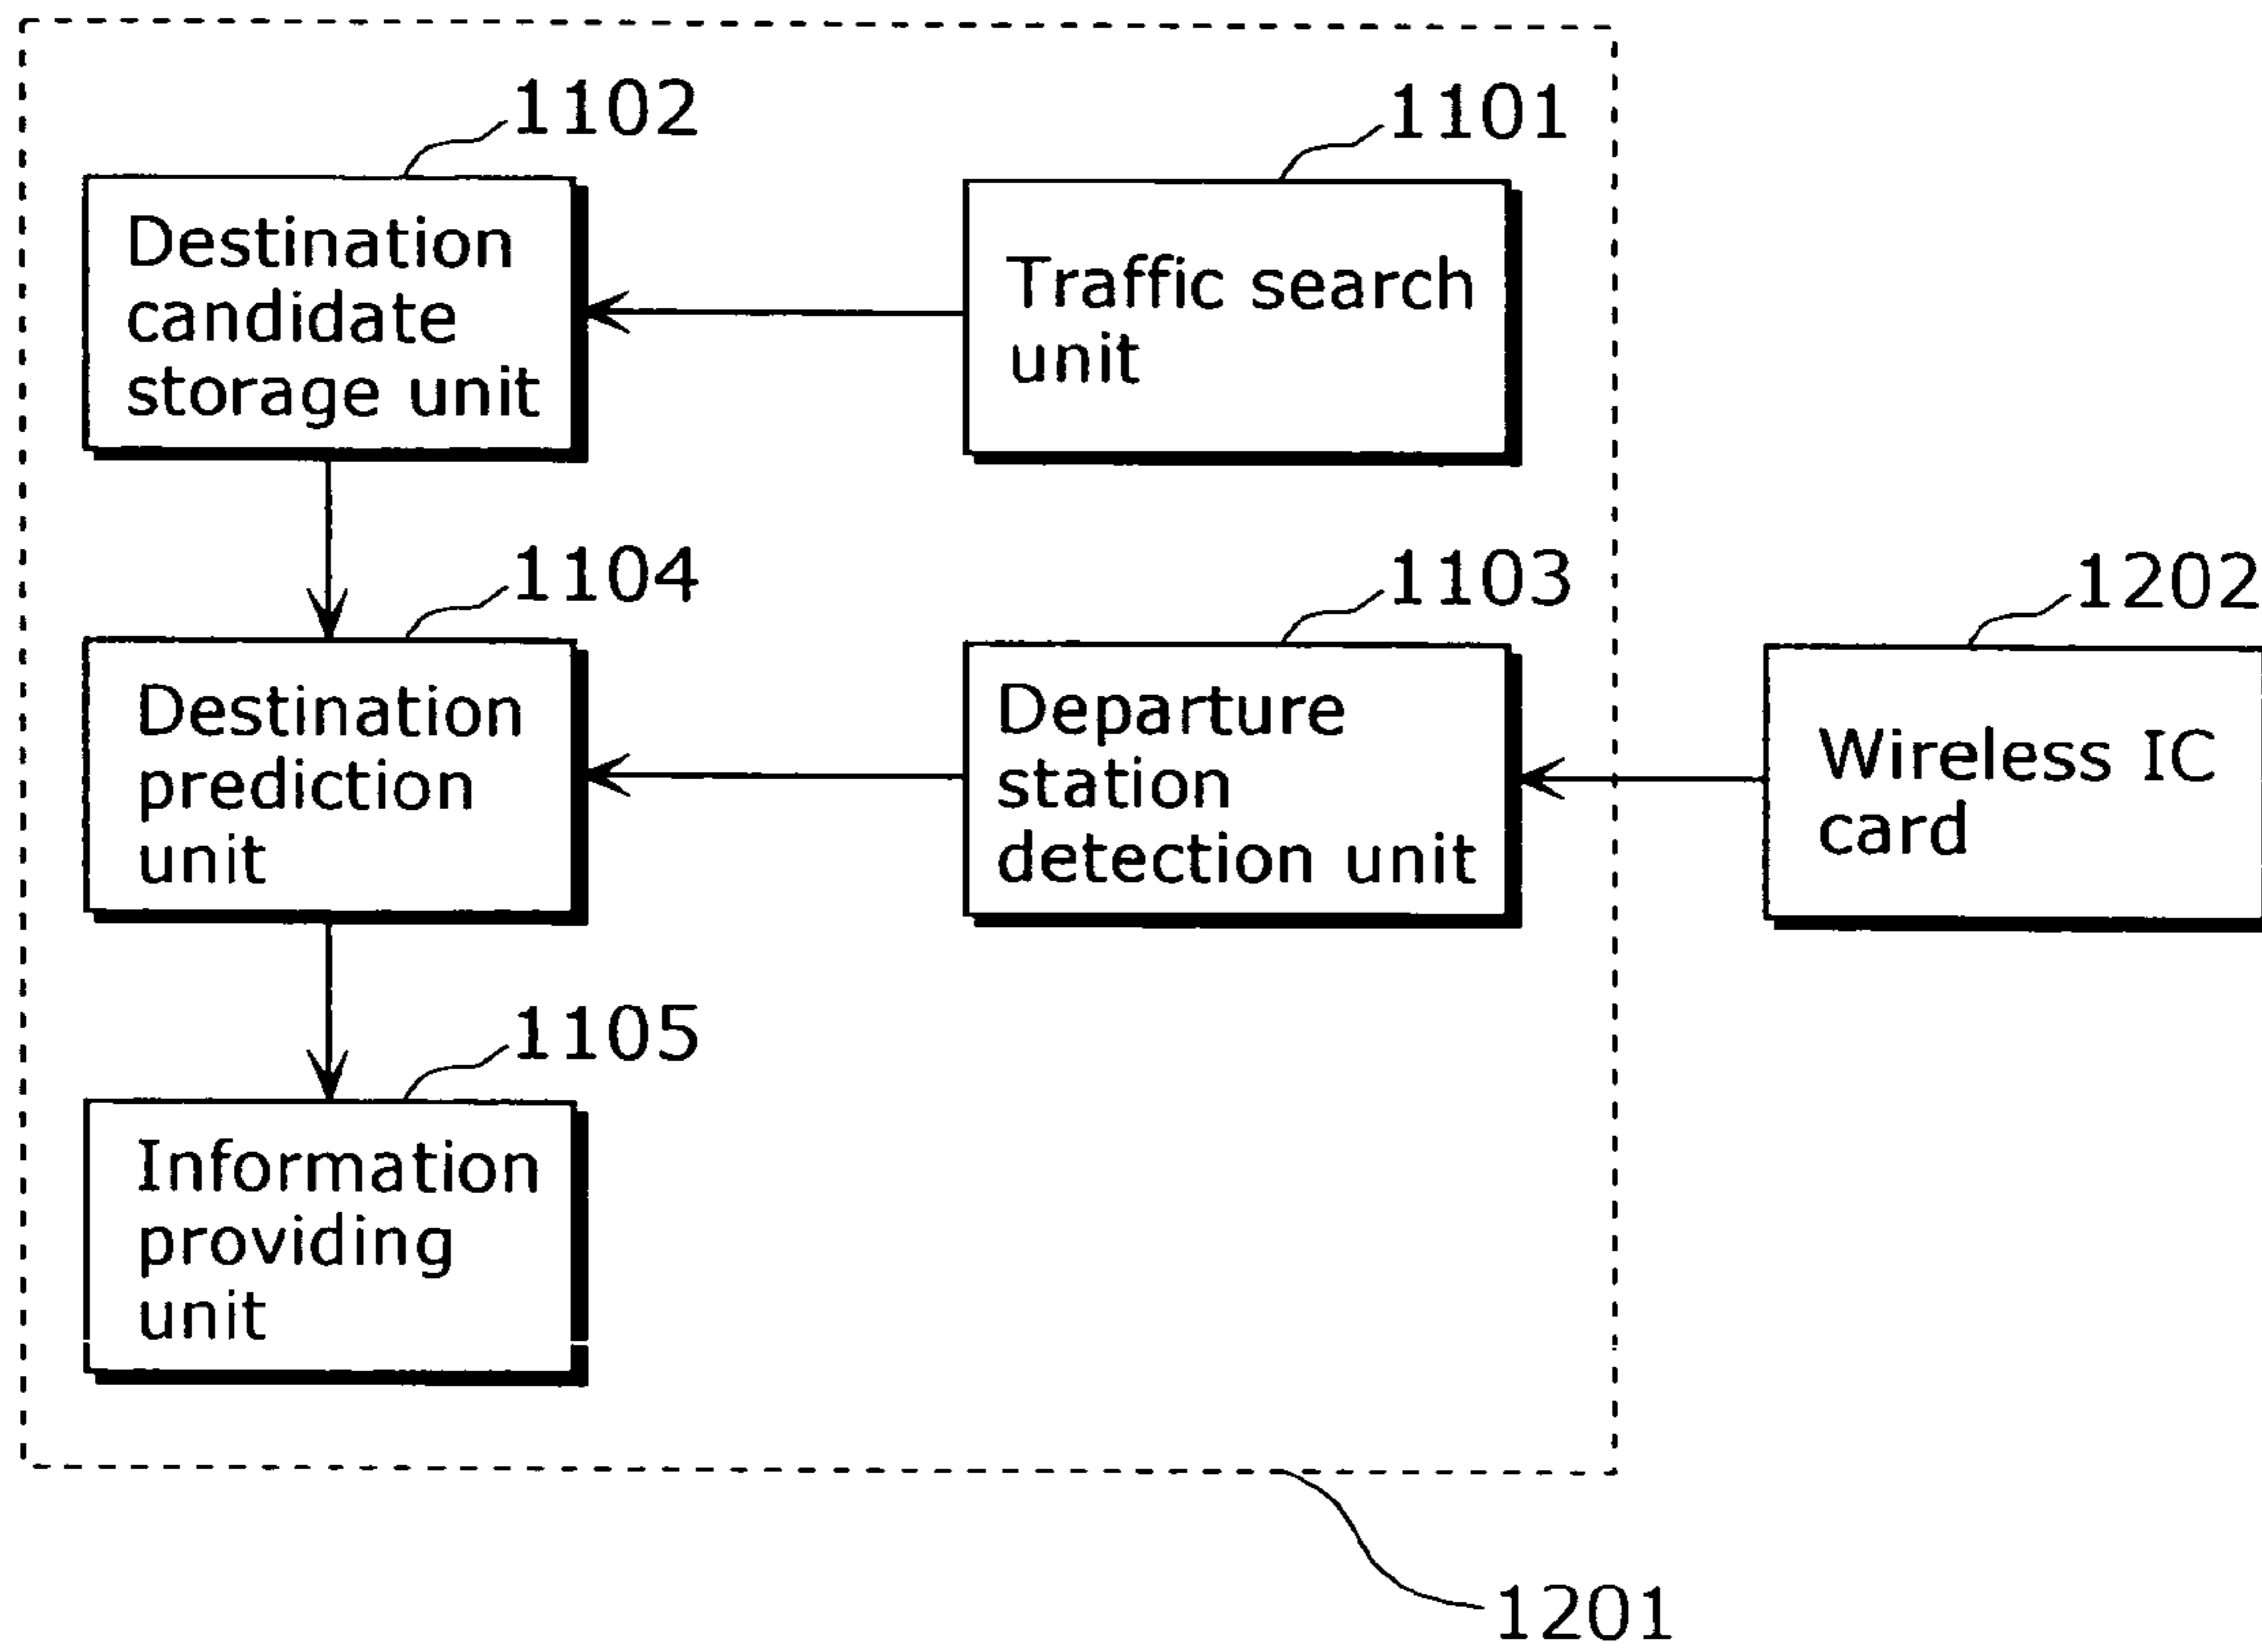 1102
1101
Destination
candidate
storage unit
Traffic search
unit
1104
1103
1202
Destination
prediction
unit
Departure
station
detection unit
Wireless IC
card
1105
Information
providing
unit
1201